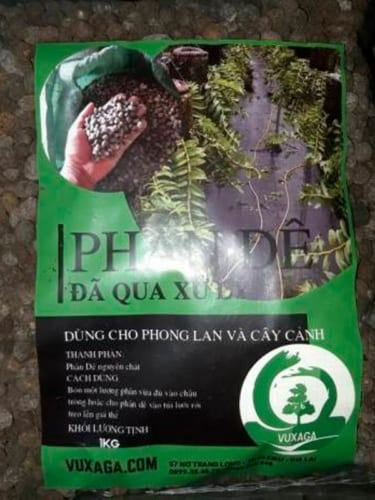 PHÂN DÊ
ĐÃ QUA XỬ
DÙNG CHO PHONG LAN VÀ CÂY CẢNH
THÀNH PHẦN:
Phân Dê nguyên chất
CÁCH DÙNG
Bón một lượng phân vừa đủ vào chậu
trồng hoặc cho phân dê vào túi lưới rồi
treo lên giá thể
KHỐI LƯỢNG TỊNH
1KG
VUXAGA
VUXAGA.COM
57 NƠ TRANG LONG